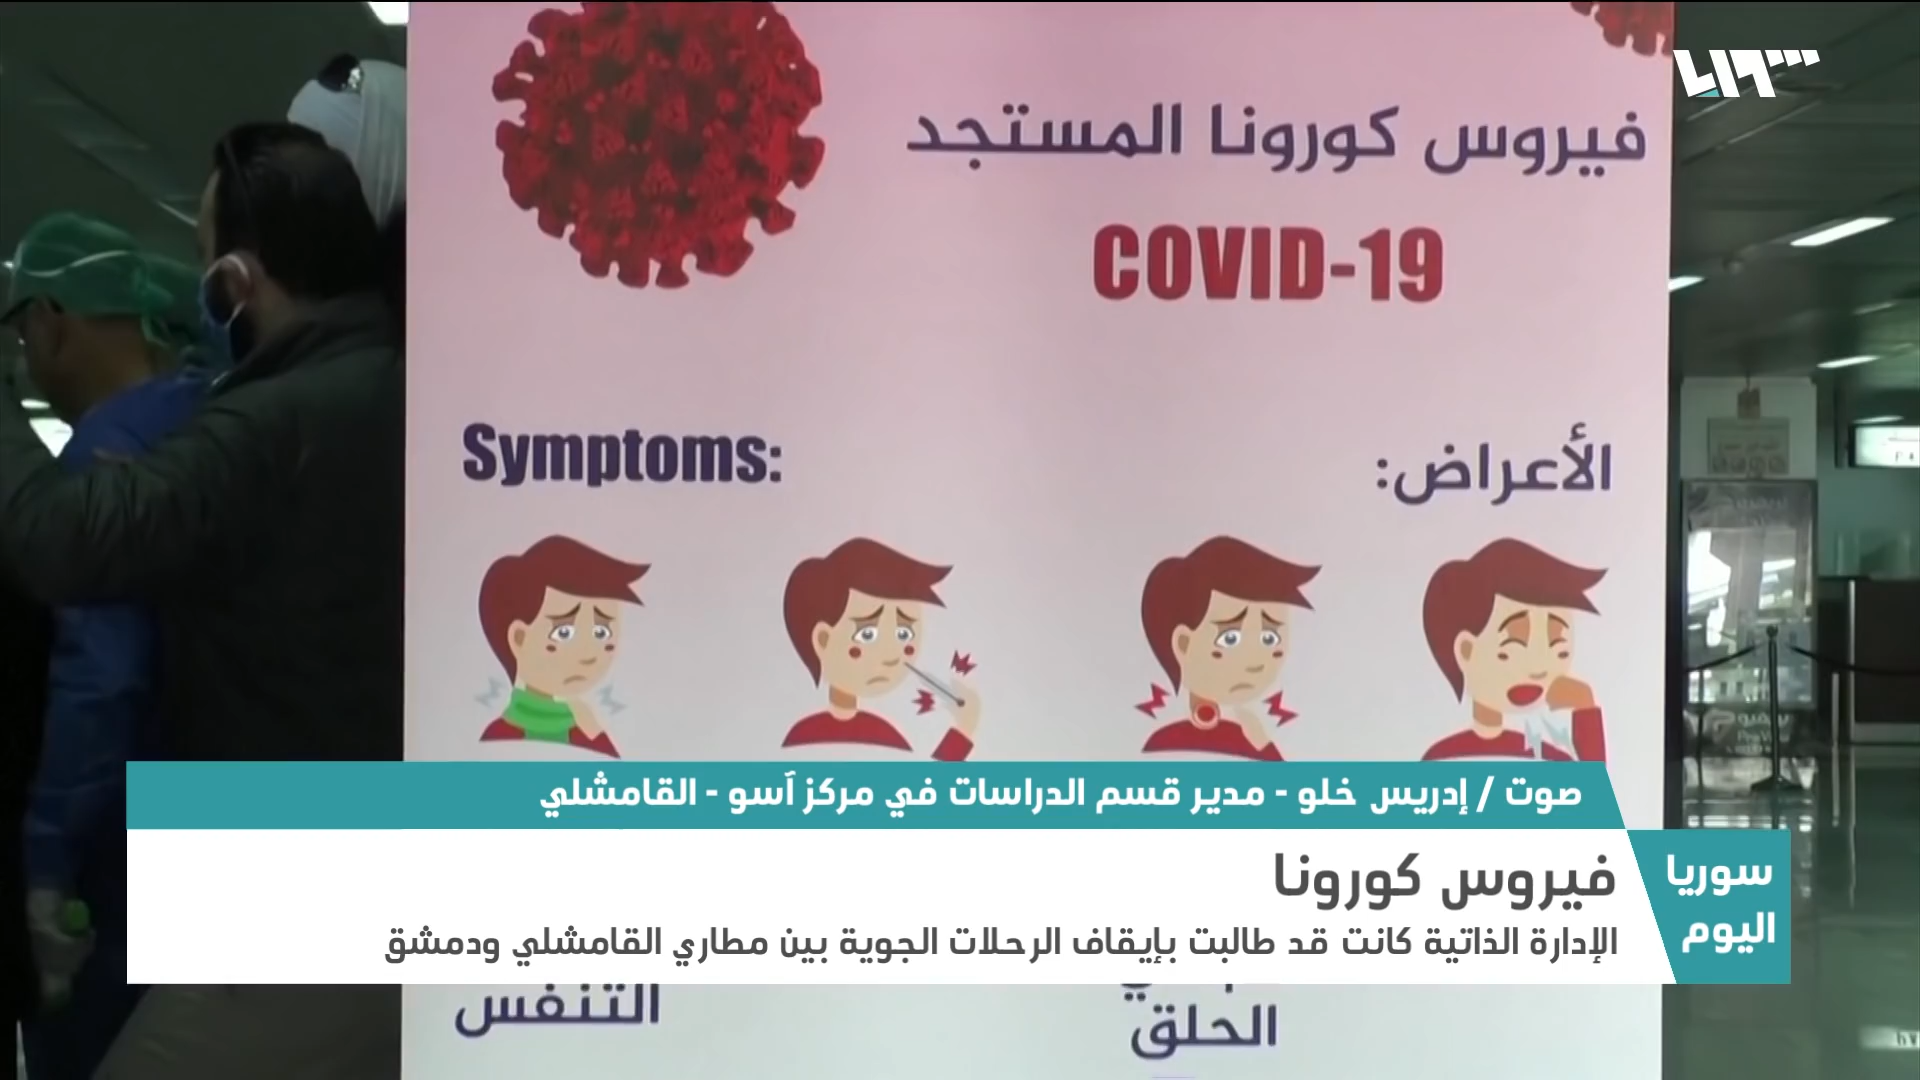 فيروس كورونا المستجد
COVID-19
Symptoms:
الأعراض:
صوت / إدريس خلو - مدير قسم الدراسات في مركز آسو - القامشلي
سوريا
اليوم
فيروس كورونا
الإدارة الذاتية كانت قد طالبت بإيقاف الرحلات الجوية بين مطاري القامشلي ودمشق
التنفس
الحلق